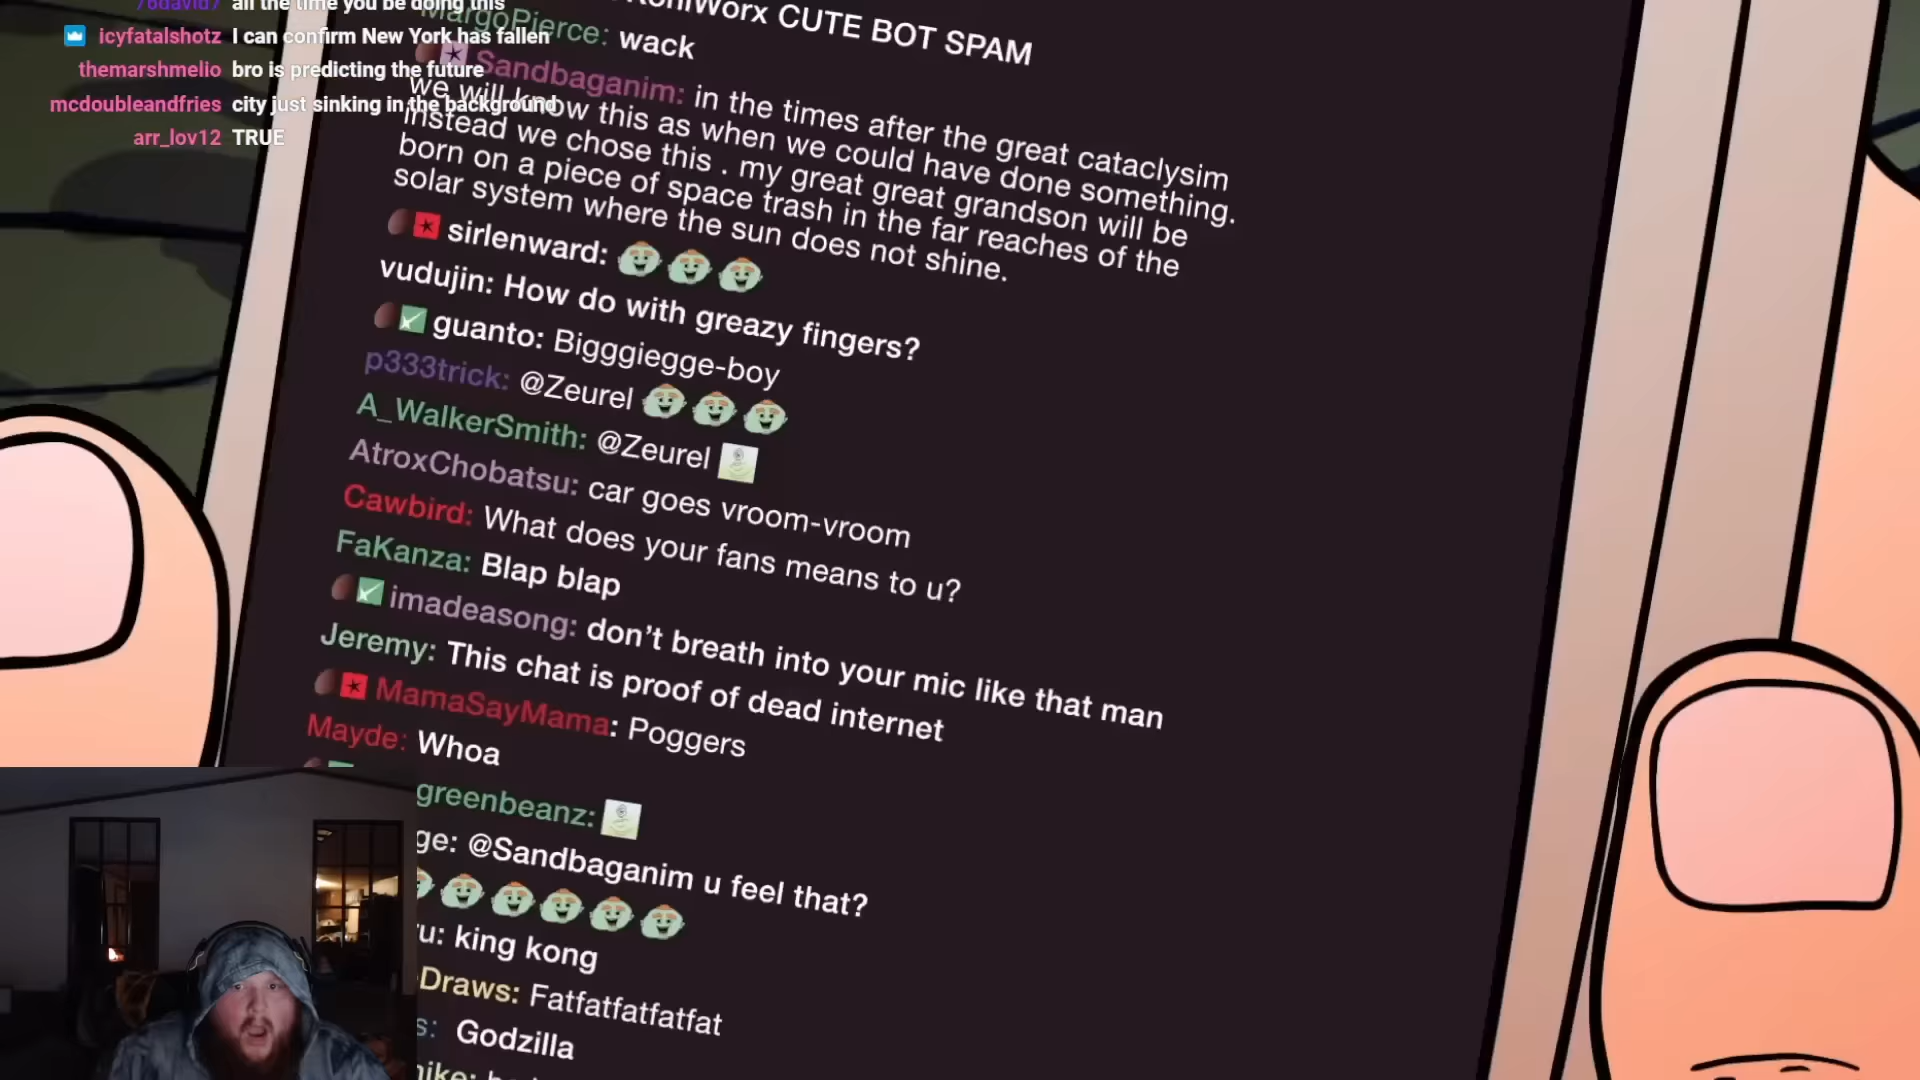 all the time you be doing this
icyfatalshotz I can confirm New York has fallen
themarshmelio bro is predicting the future
mcdoubleandfries city just sinking in the background
arr_lov12 TRUE
CUTE BOT SPAM
MargoPierce: wack
Sandbaganim: in the times after the great cataclysim
we will know this as when we could have done something.
instead we chose this . my great great grandson will be
born on a piece of space trash in the far reaches of the
solar system where the sun does not shine.
sirlenward:
vudujin: How do with greazy fingers?
guanto: Bigggiegge-boy
p333trick: @Zeurel
A_WalkerSmith: @Zeurel
AtroxChobatsu: car goes vroom-vroom
Cawbird: What does your fans means to u?
FaKanza: Blap blap
imadeasong: don't breath into your mic like that man
Jeremy: This chat is proof of dead internet
MamaSayMama: Poggers
Mayde: Whoa
greenbeanz:
ge: @Sandbaganim u feel that?
ru: king kong
Draws: Fatfatfatfatfat
s: Godzilla